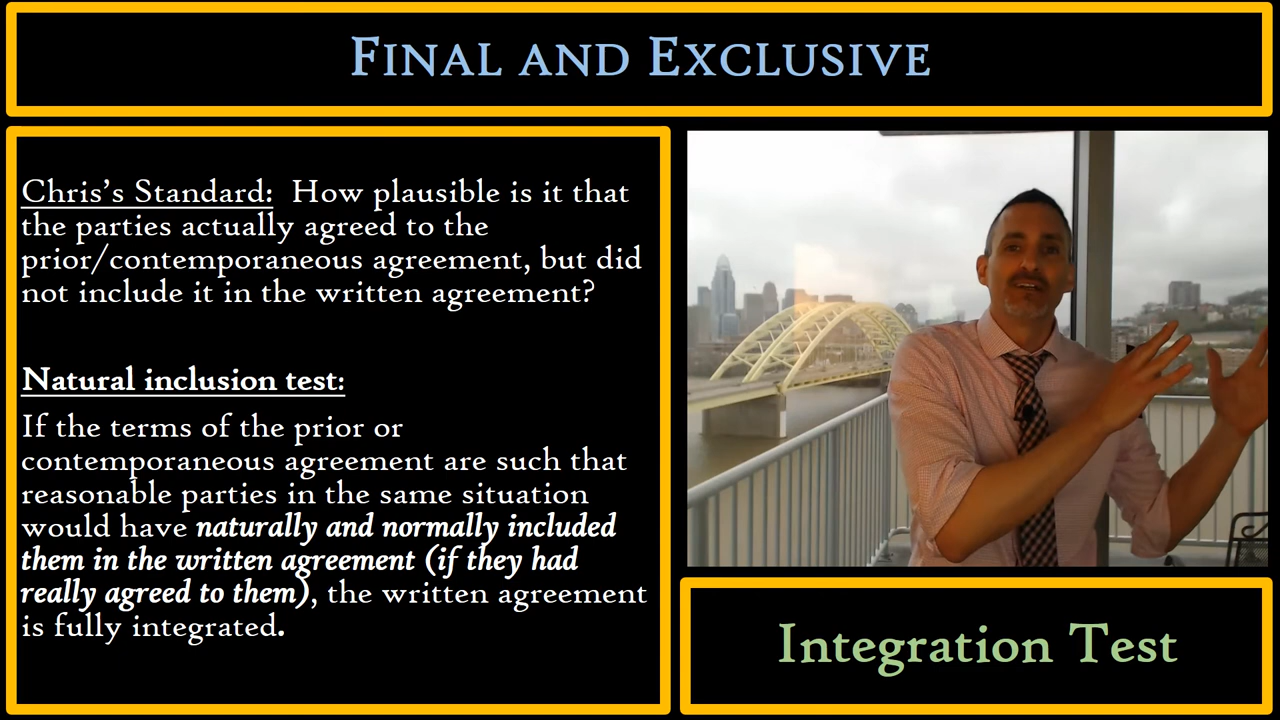 Final and Exclusive
Chris's Standard: How plausible is it that
the parties actually agreed to the
prior/contemporaneous agreement, but did
not include it in the written agreement?
Natural inclusion test:
If the terms of the prior or
contemporaneous agreement are such that
reasonable parties in the same situation
would have naturally and normally included
them in the written agreement (if they had
really agreed to them), the written agreement
is fully integrated.
Integration Test